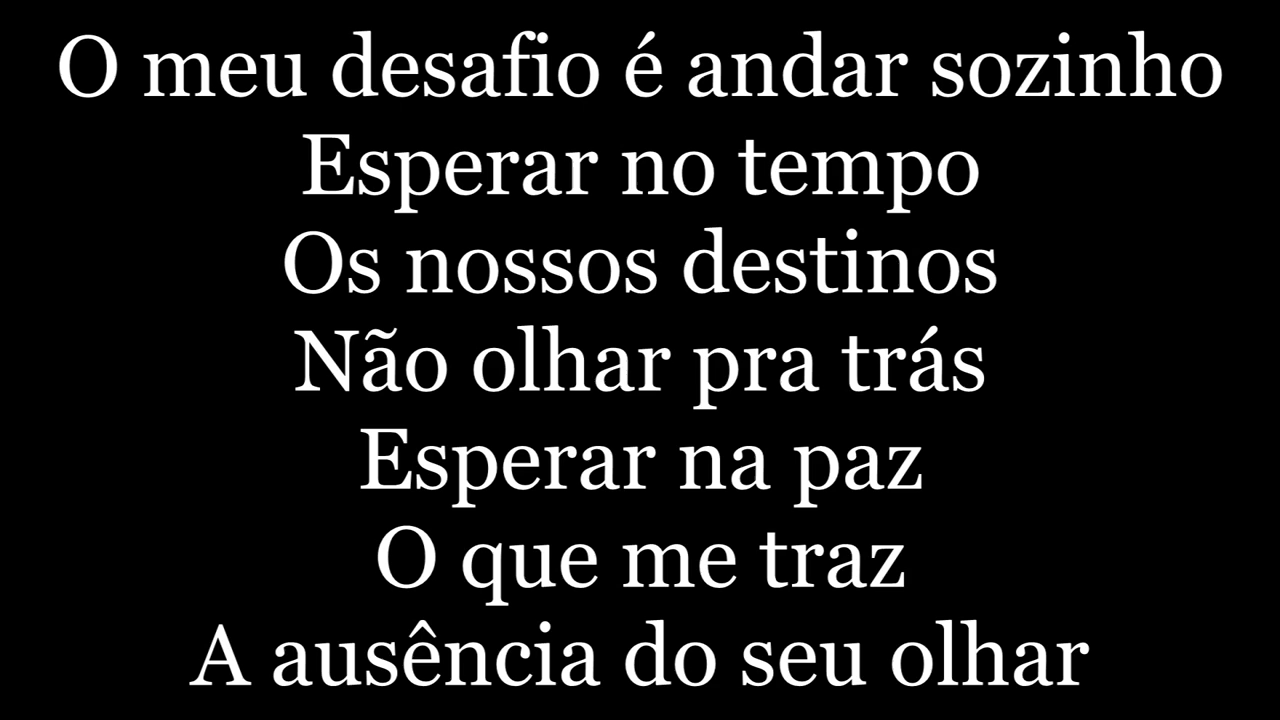 O meu desafio é andar sozinho
Esperar no tempo
Os nossos destinos
Não olhar pra trás
Esperar na paz
O que me traz
A ausência do seu olhar